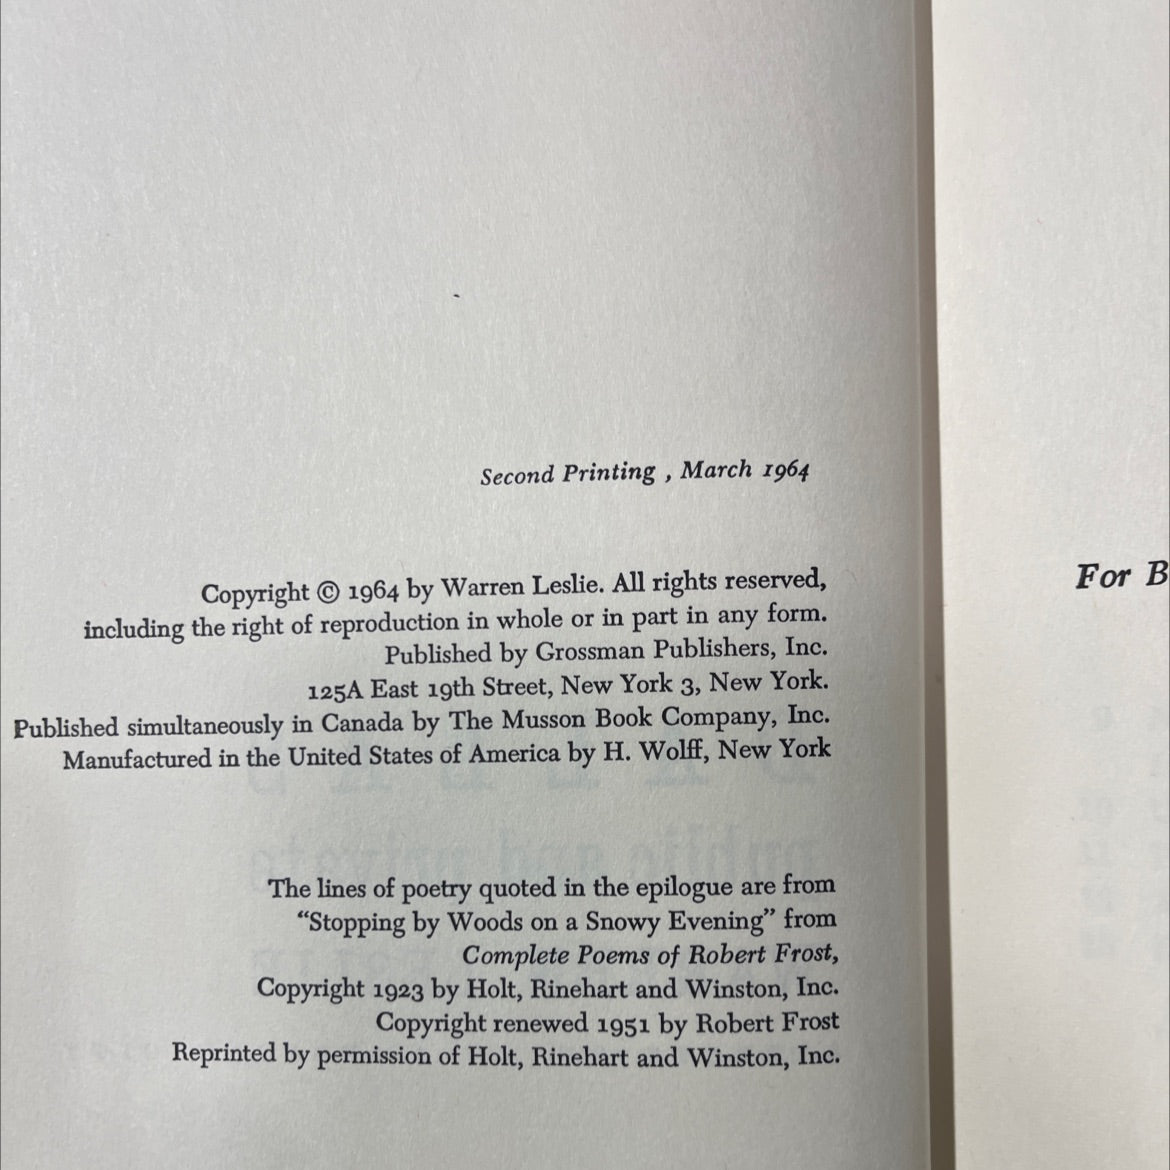 Second Printing , March 1964
Copyright © 1964 by Warren Leslie. All rights reserved,
including the right of reproduction in whole or in part in any form.
Published by Grossman Publishers, Inc.
125A East 19th Street, New York 3, New York.
Published simultaneously in Canada by The Musson Book Company, Inc.
Manufactured in the United States of America by H. Wolff, New York
The lines of poetry quoted in the epilogue are from
“Stopping by Woods on a Snowy Evening” from
Complete Poems of Robert Frost,
Copyright 1923 by Holt, Rinehart and Winston, Inc.
Copyright renewed 1951 by Robert Frost
Reprinted by permission of Holt, Rinehart and Winston, Inc.
For B